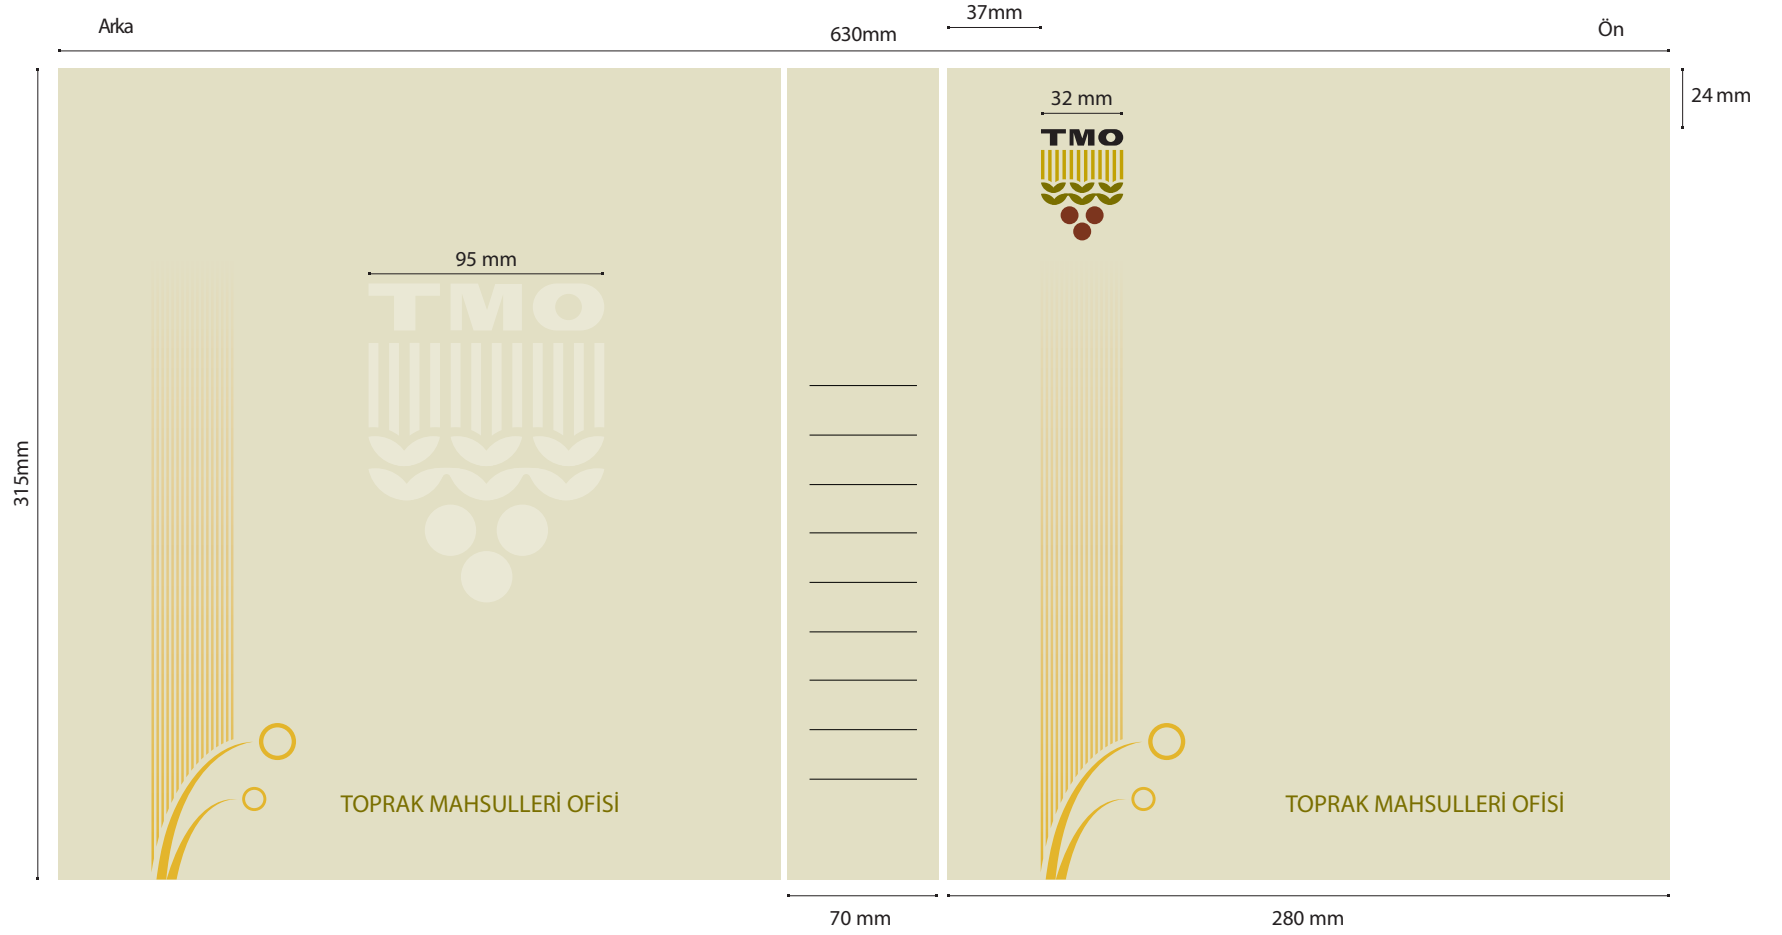 37mm
Arka
630mm
Ön
24 mm
32 mm
TMO
95 mm
TMO
315mm
TOPRAK MAHSULLERİ OFİSİ
TOPRAK MAHSULLERİ OFİSİ
70 mm
280 mm